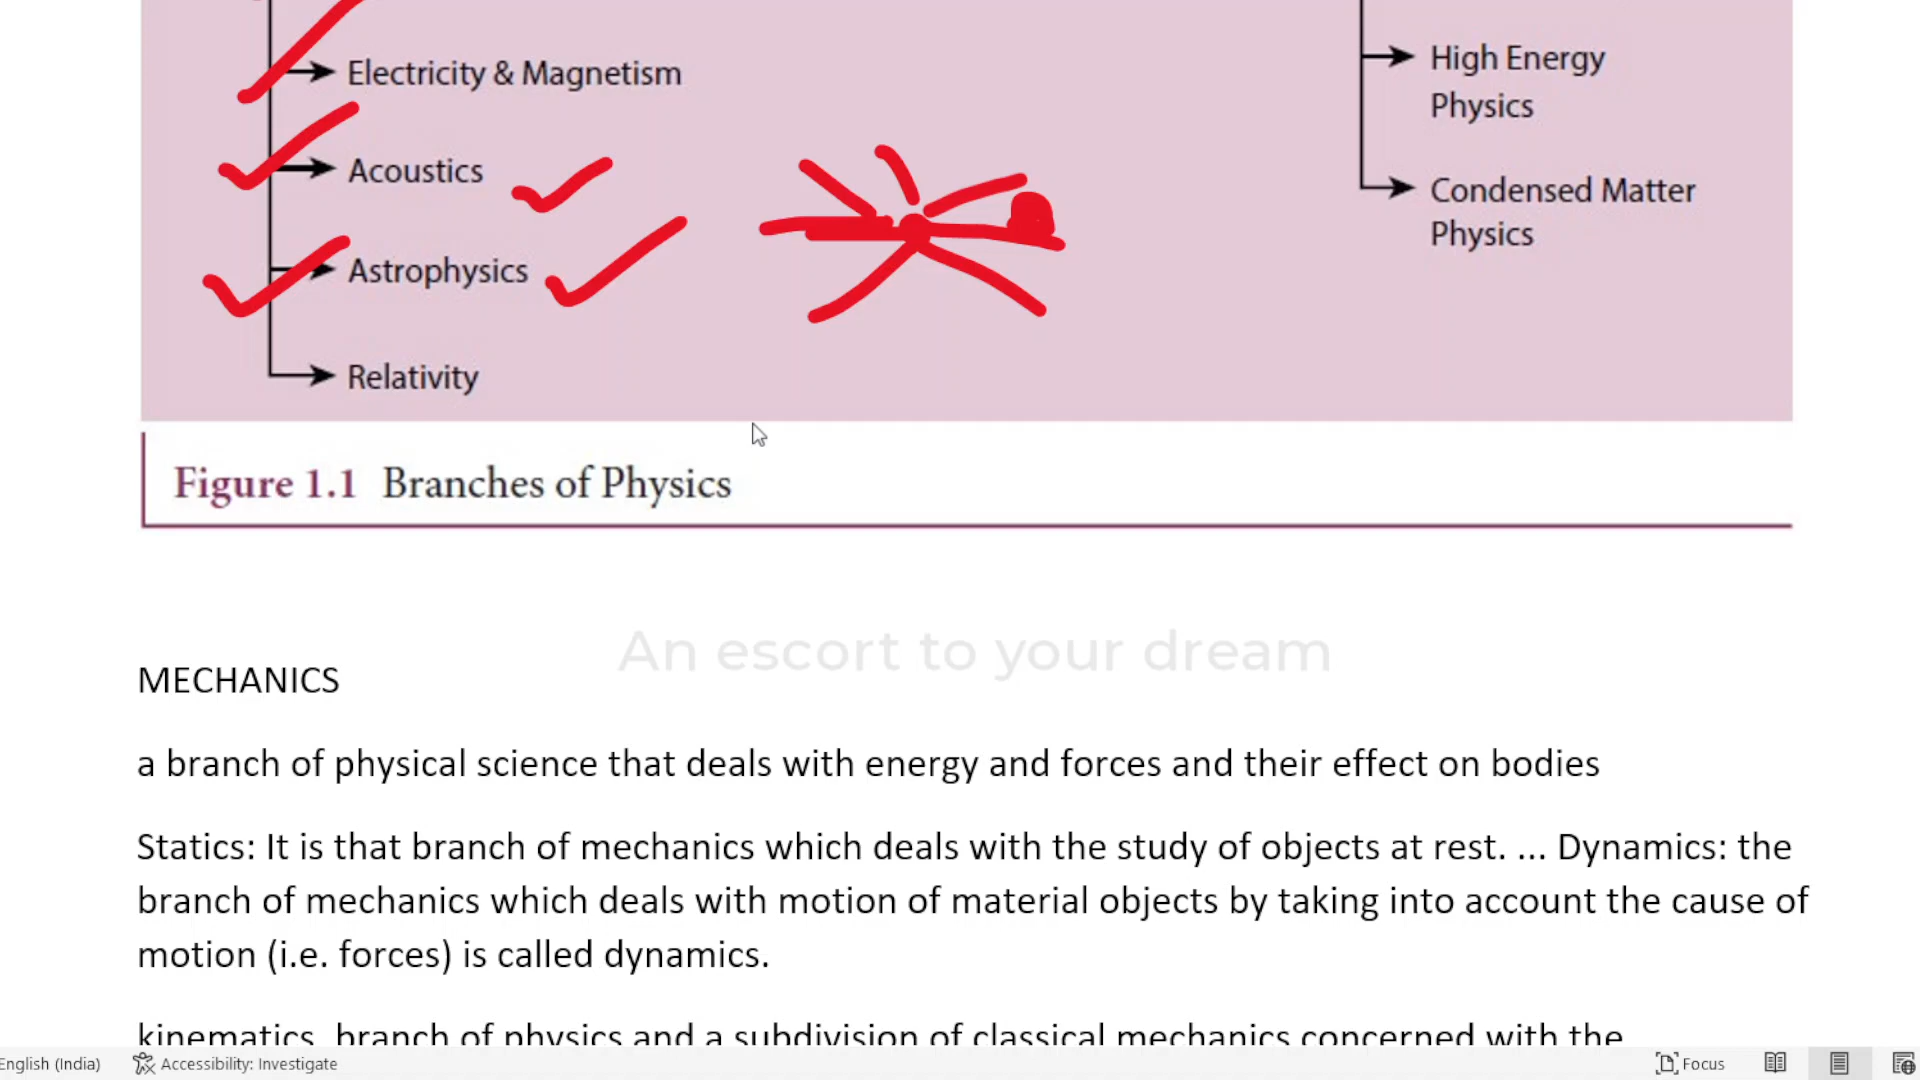 Electricity & Magnetism
Acoustics
Astrophysics
Relativity
High Energy
Physics
Condensed Matter
Physics
Figure 1.1 Branches of Physics
An escort to your dream
MECHANICS
a branch of physical science that deals with energy and forces and their effect on bodies
Statics: It is that branch of mechanics which deals with the study of objects at rest. ... Dynamics: the
branch of mechanics which deals with motion of material objects by taking into account the cause of
motion (i.e. forces) is called dynamics.
kinematics, branch of physics and a subdivision of classical mechanics concerned with the
English (India)
Accessibility: Investigate
Focus